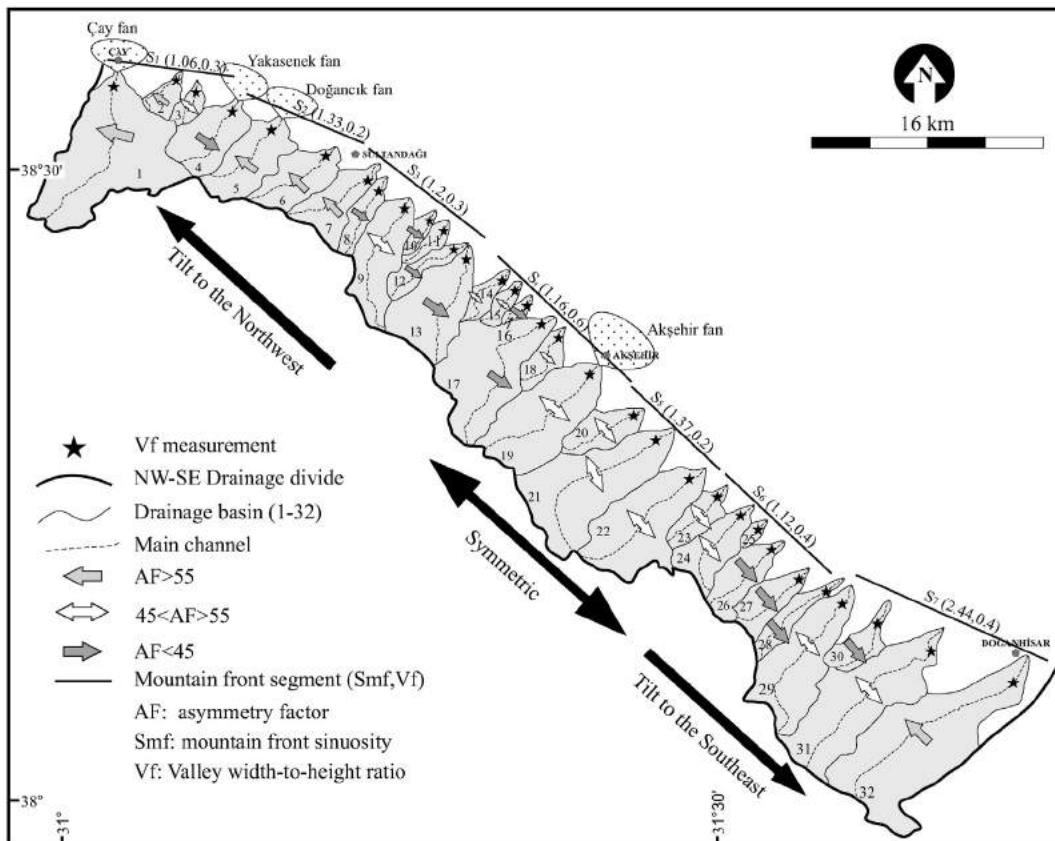 Çay fan
ÇAY
S1 (1.06,0.3)
Yakasenek fan
Doğancık fan
S2 (1.33,0.2)
SULTANDAĞI
S3 (1.2,0.3)
N
16 km
38°30'
1
2
3
4
5
6
7
8
9
10
11
12
13
14
15
16
17
18
19
20
21
22
23
24
25
26
27
28
29
30
31
32
S4 (1.16,0.6)
Akşehir fan
AKŞEHİR
S5 (1.37,0.2)
S6 (1.12,0.4)
S7 (2.44,0.4)
DOĞANHİSAR
Tilt to the Northwest
Symmetric
Tilt to the Southeast
Vf measurement
NW-SE Drainage divide
Drainage basin (1-32)
Main channel
AF>55
45<AF>55
AF<45
Mountain front segment (Smf,Vf)
AF: asymmetry factor
Smf: mountain front sinuosity
Vf: Valley width-to-height ratio
38°
31°
31°30'